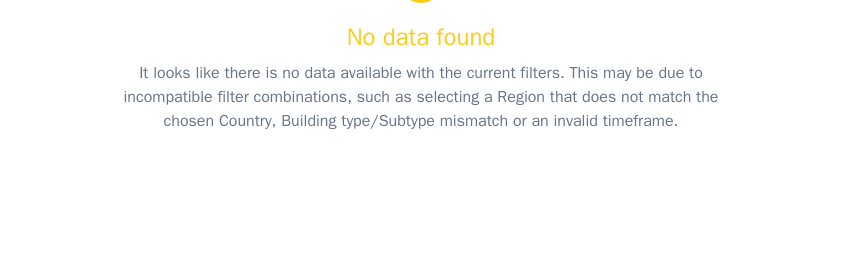 No data found
It looks like there is no data available with the current filters. This may be due to
incompatible filter combinations, such as selecting a Region that does not match the
chosen Country, Building type/Subtype mismatch or an invalid timeframe.